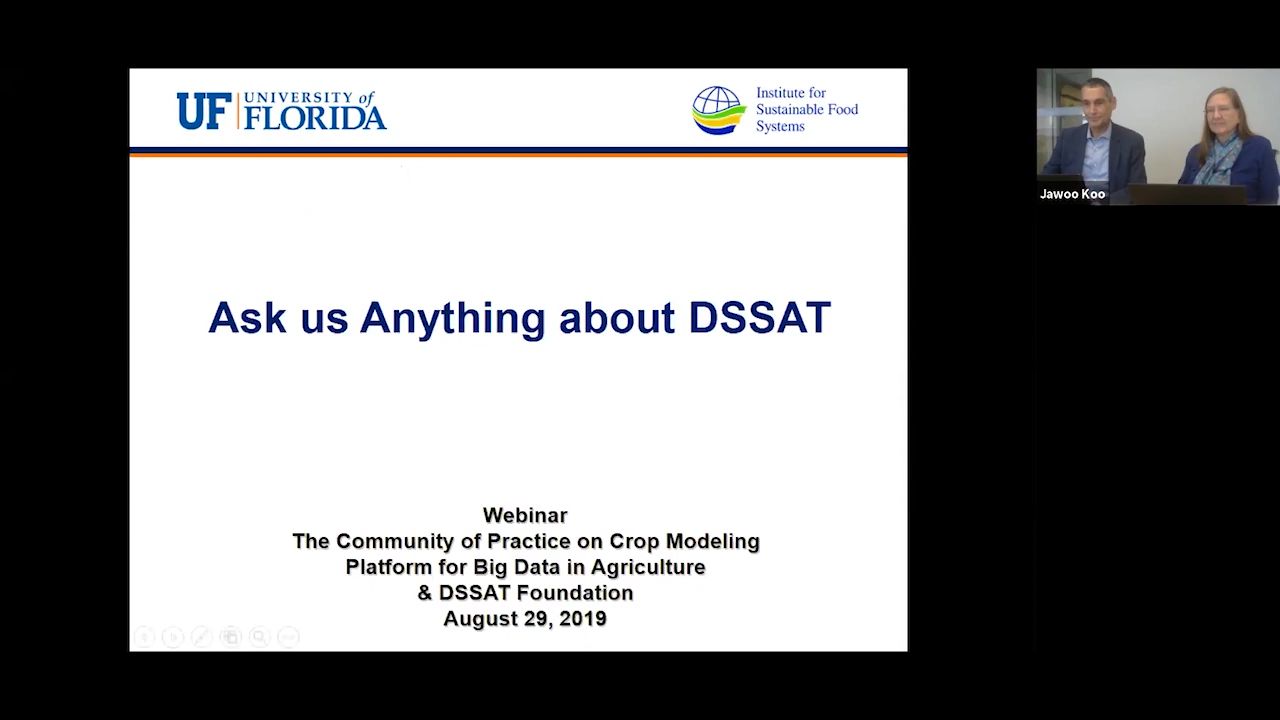 UF UNIVERSITY of
FLORIDA
Institute for
Sustainable Food
Systems
Jawoo Koo
Ask us Anything about DSSAT
Webinar
The Community of Practice on Crop Modeling
Platform for Big Data in Agriculture
& DSSAT Foundation
August 29, 2019